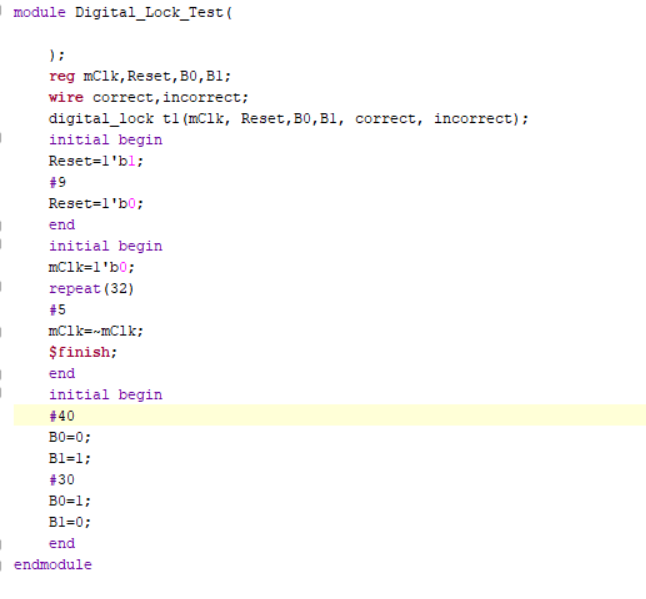 module Digital_Lock_Test(
);
reg mClk,Reset,B0,B1;
wire correct,incorrect;
digital_lock t1(mClk, Reset,B0,B1, correct, incorrect);
initial begin
Reset=1'b1;
#9
Reset=1'b0;
end
initial begin
mClk=1'b0;
repeat(32)
#5
mClk=~mClk;
$finish;
end
initial begin
#40
B0=0;
B1=1;
#30
B0=1;
B1=0;
end
endmodule